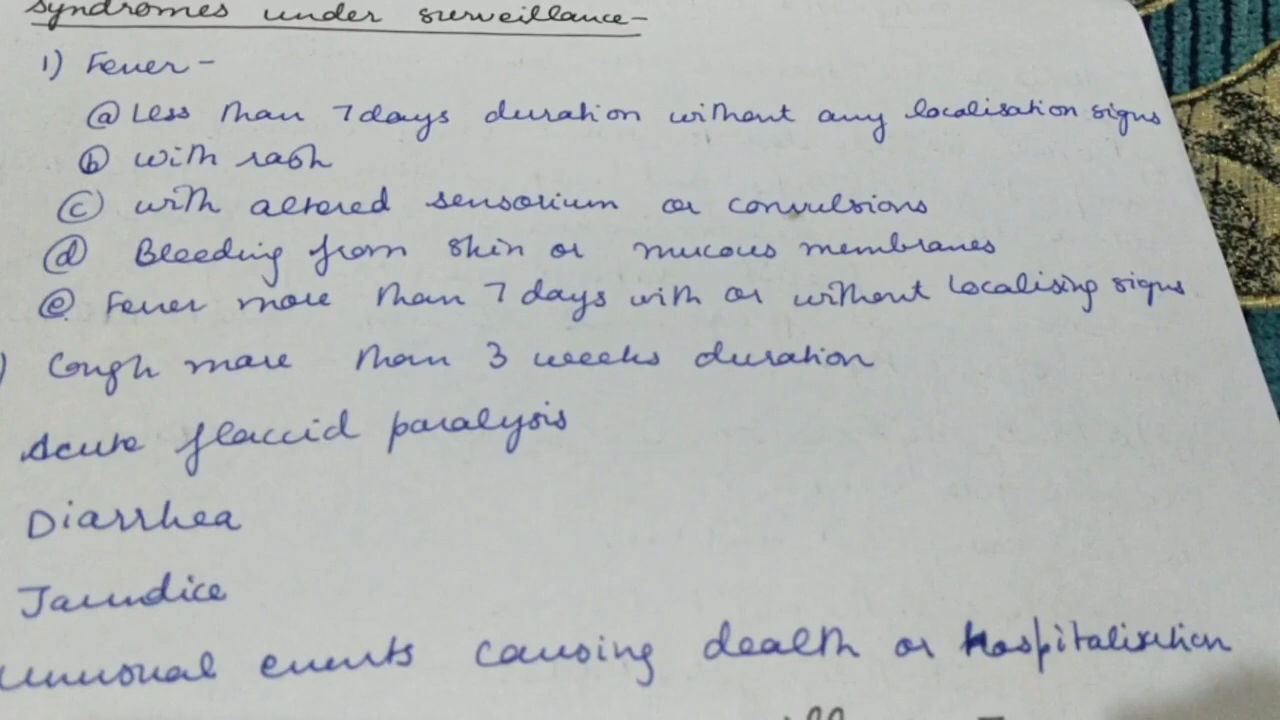 Syndromes under surveillance-
1) Fever-
ⓐ Less than 7 days duration without any localisation signs
ⓑ with rash
ⓒ with altered sensorium or convulsions
ⓓ Bleeding from skin or mucous membranes
ⓔ Fever more than 7 days with or without localising signs
) Cough more than 3 weeks duration
Acute flaccid paralysis
Diarrhea
Jaundice
unusual events causing death or hospitalisation